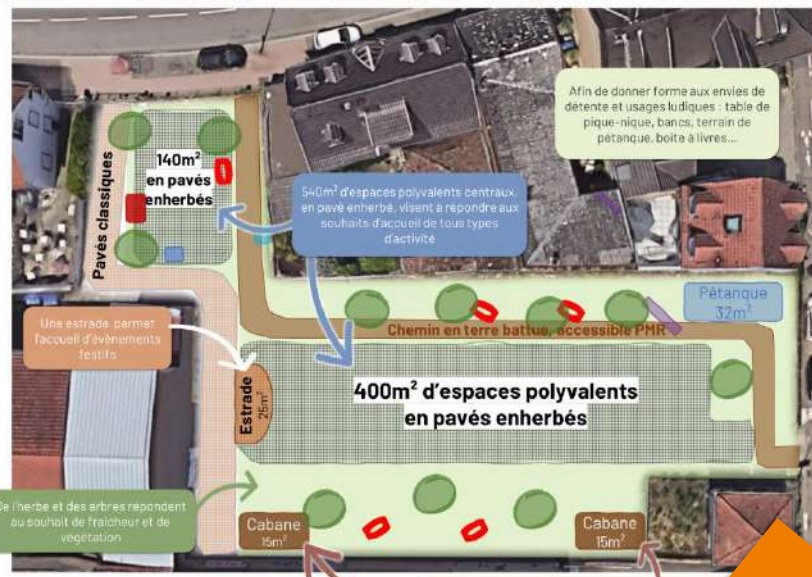 Afin de donner forme aux envies de
détente et usages ludiques : table de
pique-nique, bancs, terrain de
pétanque, boite à livres...
140m²
en pavés
enherbés
Pavés classiques
540m² d'espaces polyvalents centraux,
en pavé enherbé, visent à répondre aux
souhaits d'accueil de tous types
d'activité
Pétanque
32m²
Une estrade permet
l'accueil d'évènements
festifs
Chemin en terre battue, accessible PMR
Estrade
25m²
400m² d'espaces polyvalents
en pavés enherbés
De l'herbe et des arbres répondent
au souhait de fraicheur et de
végétation
Cabane
15m²
Cabane
15m²